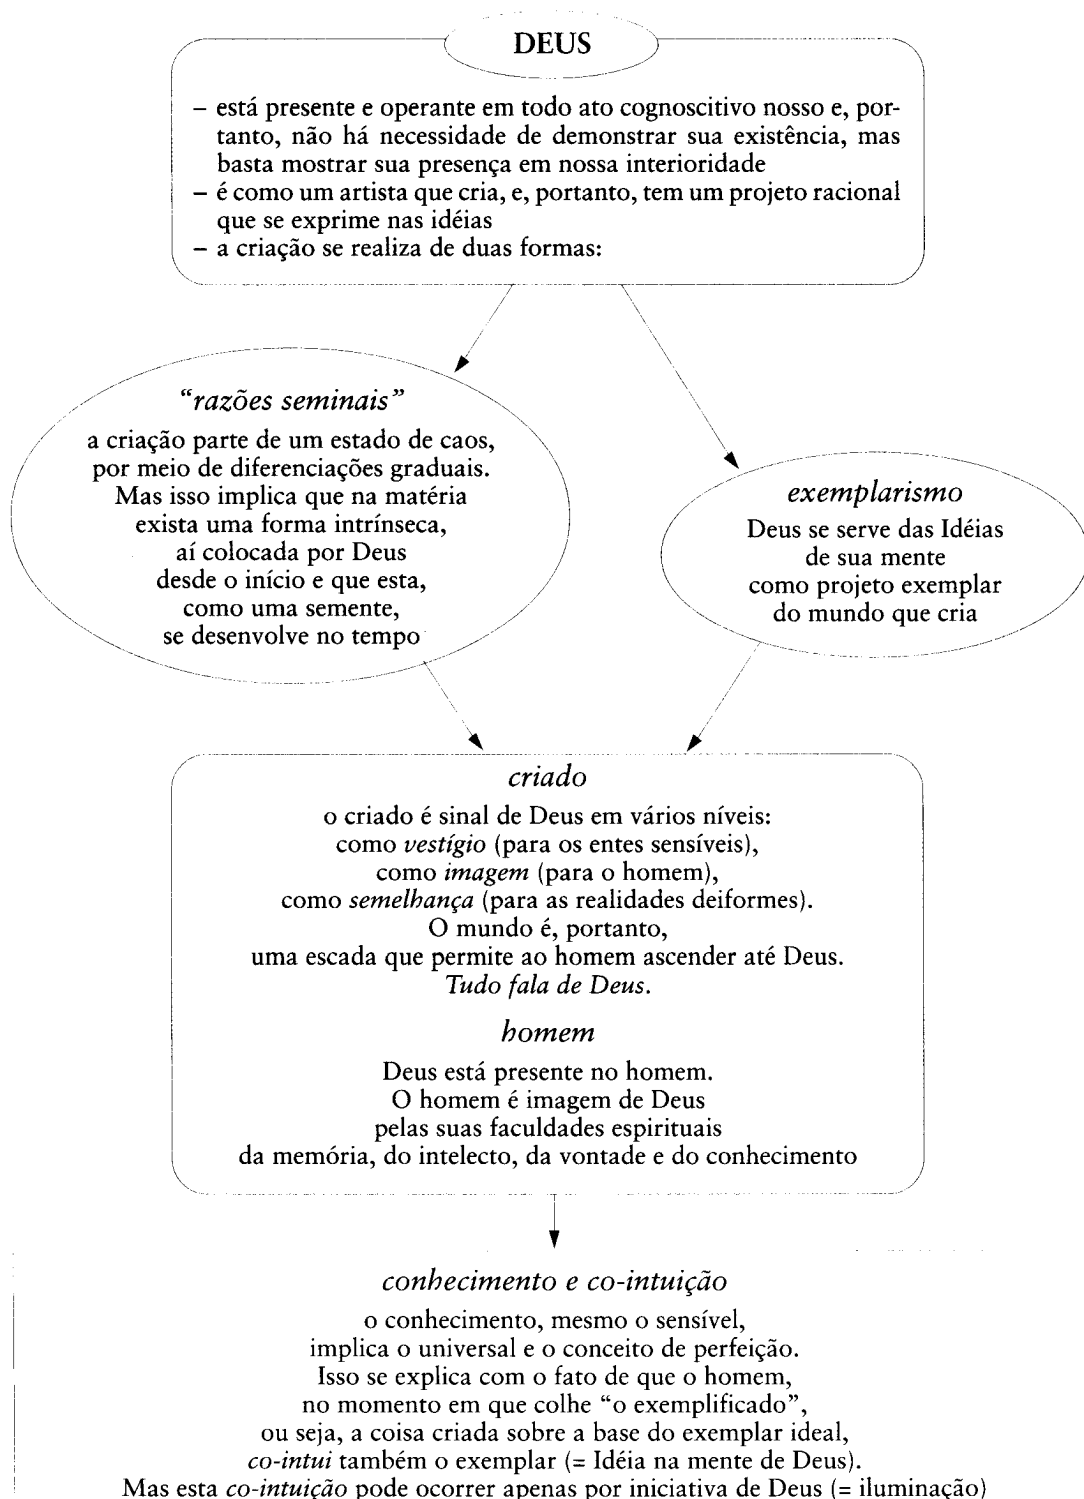 DEUS
– está presente e operante em todo ato cognoscitivo nosso e, por-
tanto, não há necessidade de demonstrar sua existência, mas
basta mostrar sua presença em nossa interioridade
– é como um artista que cria, e, portanto, tem um projeto racional
que se exprime nas idéias
– a criação se realiza de duas formas:
“razões seminais”
a criação parte de um estado de caos,
por meio de diferenciações graduais.
Mas isso implica que na matéria
exista uma forma intrínseca,
aí colocada por Deus
desde o início e que esta,
como uma semente,
se desenvolve no tempo
exemplarismo
Deus se serve das Idéias
de sua mente
como projeto exemplar
do mundo que cria
criado
o criado é sinal de Deus em vários níveis:
como vestígio (para os entes sensíveis),
como imagem (para o homem),
como semelhança (para as realidades deiformes).
O mundo é, portanto,
uma escada que permite ao homem ascender até Deus.
Tudo fala de Deus.
homem
Deus está presente no homem.
O homem é imagem de Deus
pelas suas faculdades espirituais
da memória, do intelecto, da vontade e do conhecimento
conhecimento e co-intuição
o conhecimento, mesmo o sensível,
implica o universal e o conceito de perfeição.
Isso se explica com o fato de que o homem,
no momento em que colhe “o exemplificado”,
ou seja, a coisa criada sobre a base do exemplar ideal,
co-intui também o exemplar (= Idéia na mente de Deus).
Mas esta co-intuição pode ocorrer apenas por iniciativa de Deus (= iluminação)